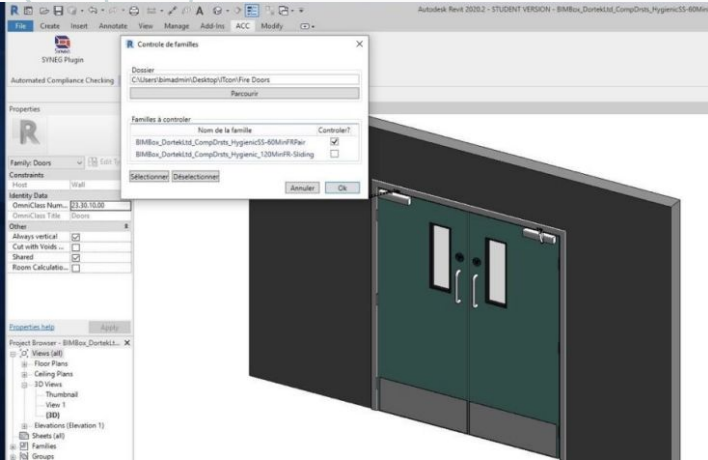 Autodesk Revit 2020.2 - STUDENT VERSION - BIMBox_DortekLtd_CompDrsts_HygienicSS-60Min
File Create Insert Annotate View Manage Add-Ins ACC Modify
SYNEG
SYNEG Plugin
Automated Compliance Checking
Controle de familles
Dossier
C:\Users\bimadmin\Desktop\ITcon\Fire Doors
Parcourir
Familles à controler
Nom de la famille Controler?
BIMBox_DortekLtd_CompDrsts_HygienicSS-60MinFRPair
BIMBox_DortekLtd_CompDrsts_Hygienic_120MinFR-Sliding
Sélectionner Déselectionner
Annuler Ok
Properties
R
Family: Doors Edit
Constraints
Host Wall
Identity Data
OmniClass Num... 23.30.10.00
OmniClass Title Doors
Other
Always vertical
Cut with Voids ...
Shared
Room Calculatio...
Properties help Apply
Project Browser - BIMBox_DortekLt...
Views (all)
Floor Plans
Ceiling Plans
3D Views
Thumbnail
View 1
{3D}
Elevations (Elevation 1)
Sheets (all)
Families
Groups